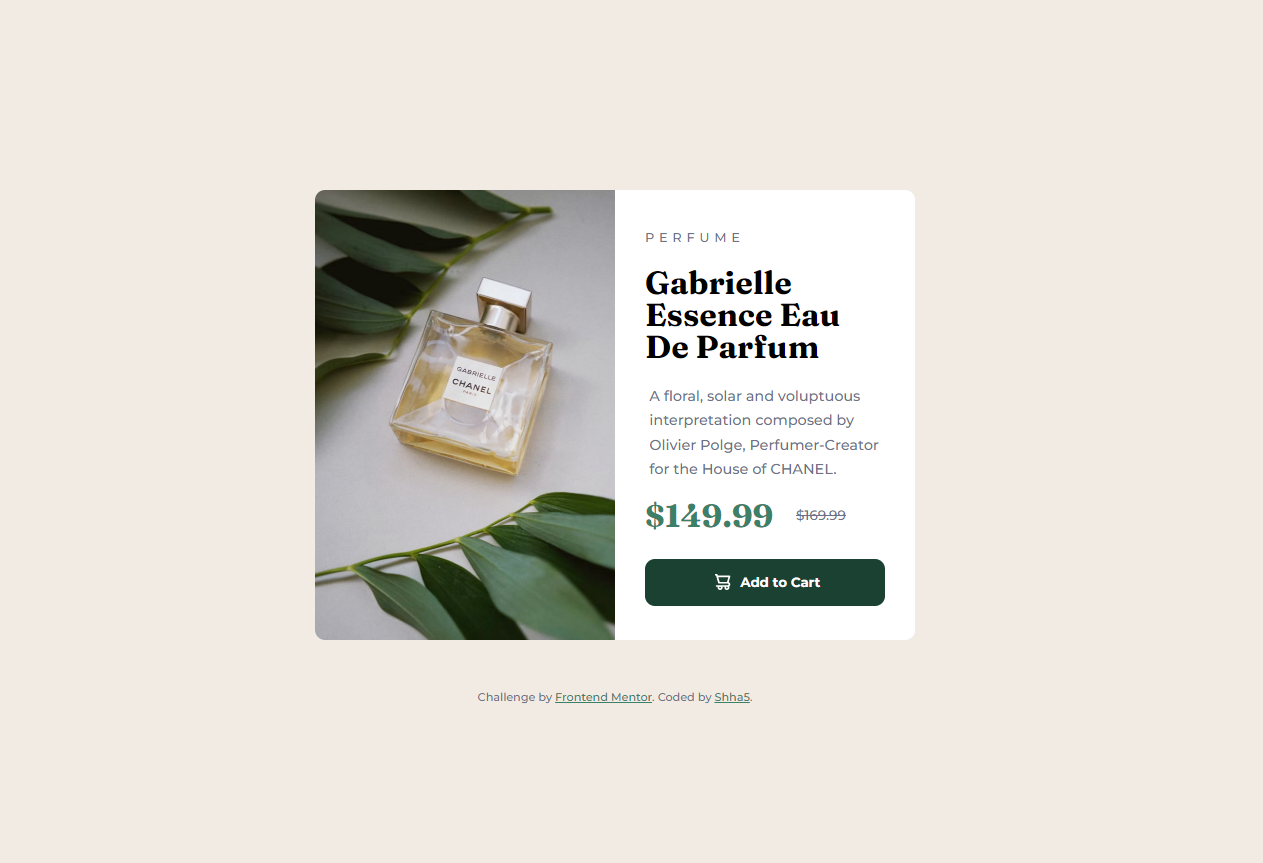 GABRIELLE
CHANEL
PARIS
PERFUME
Gabrielle
Essence Eau
De Parfum
A floral, solar and voluptuous
interpretation composed by
Olivier Polge, Perfumer-Creator
for the House of CHANEL.
$149.99 $169.99
Add to Cart
Challenge by Frontend Mentor. Coded by Shha5.